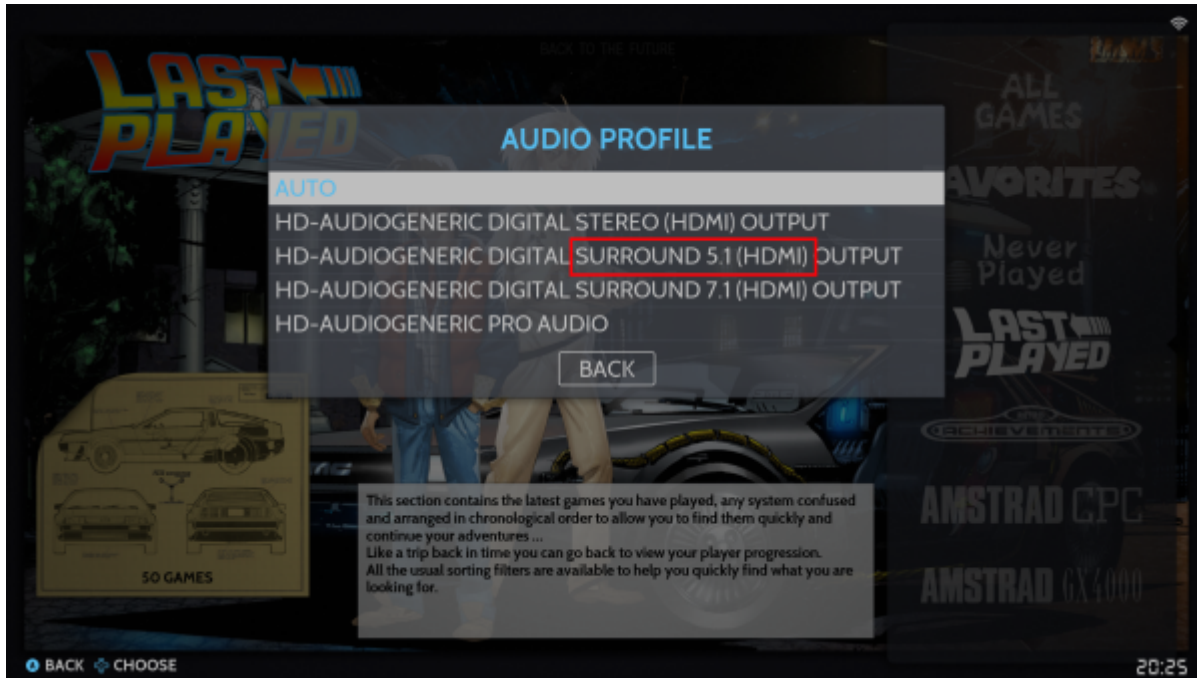 BACK TO THE FUTURE
LAST
PLAYED
AUDIO PROFILE
AUTO
HD-AUDIOGENERIC DIGITAL STEREO (HDMI) OUTPUT
HD-AUDIOGENERIC DIGITAL SURROUND 5.1 (HDMI) OUTPUT
HD-AUDIOGENERIC DIGITAL SURROUND 7.1 (HDMI) OUTPUT
HD-AUDIOGENERIC PRO AUDIO
BACK
ALL
GAMES
FAVORITES
Never
Played
LAST
PLAYED
ACHIEVEMENTS
AMSTRAD CPC
AMSTRAD GX4000
50 GAMES
This section contains the latest games you have played, any system confused
and arranged in chronological order to allow you to find them quickly and
continue your adventures ...
Like a trip back in time you can go back to view your player progression.
All the usual sorting filters are available to help you quickly find what you are
looking for.
BACK CHOOSE
20:25